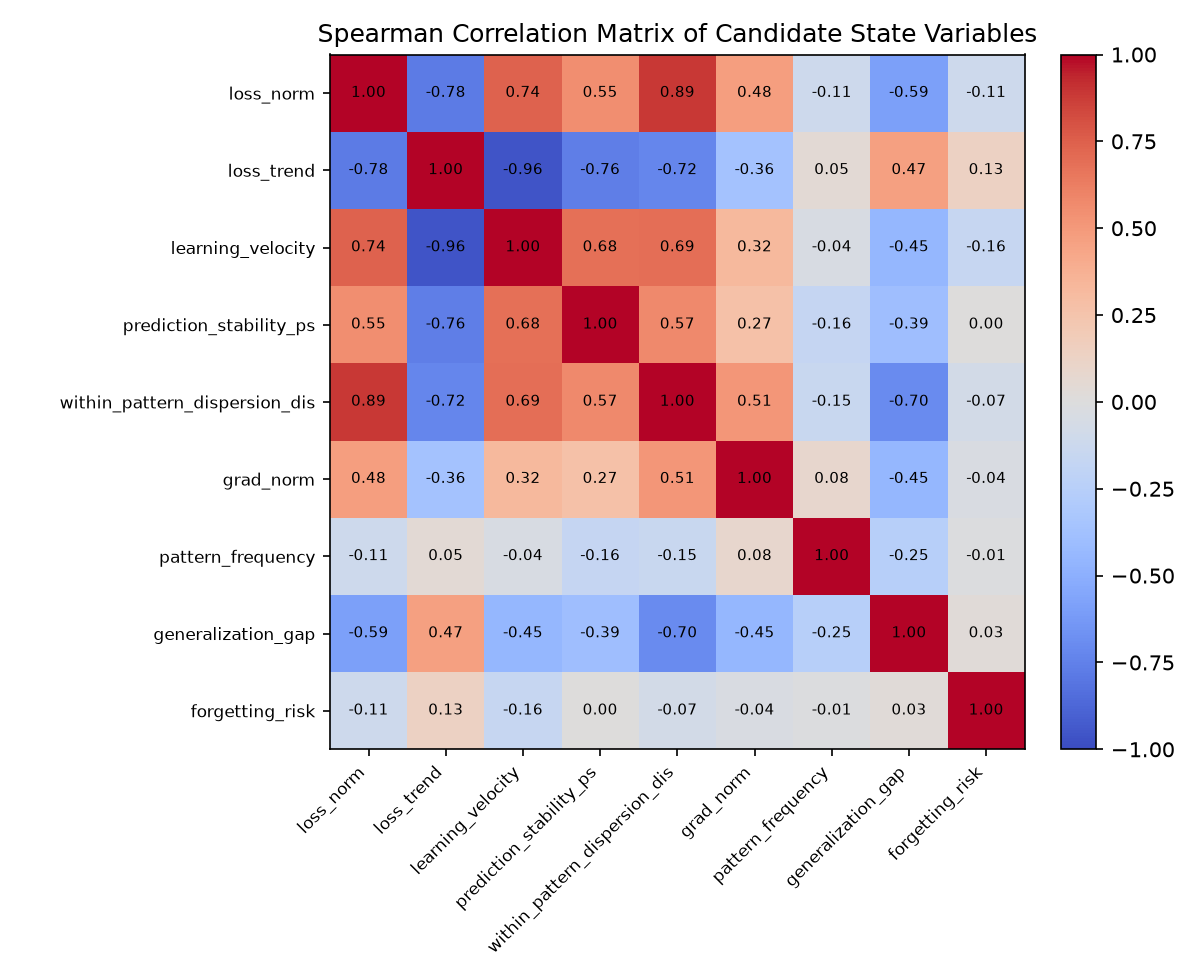 Spearman Correlation Matrix of Candidate State Variables
loss_norm 1.00 -0.78 0.74 0.55 0.89 0.48 -0.11 -0.59 -0.11
loss_trend -0.78 1.00 -0.96 -0.76 -0.72 -0.36 0.05 0.47 0.13
learning_velocity 0.74 -0.96 1.00 0.68 0.69 0.32 -0.04 -0.45 -0.16
prediction_stability_ps 0.55 -0.76 0.68 1.00 0.57 0.27 -0.16 -0.39 0.00
within_pattern_dispersion_dis 0.89 -0.72 0.69 0.57 1.00 0.51 -0.15 -0.70 -0.07
grad_norm 0.48 -0.36 0.32 0.27 0.51 1.00 0.08 -0.45 -0.04
pattern_frequency -0.11 0.05 -0.04 -0.16 -0.15 0.08 1.00 -0.25 -0.01
generalization_gap -0.59 0.47 -0.45 -0.39 -0.70 -0.45 -0.25 1.00 0.03
forgetting_risk -0.11 0.13 -0.16 0.00 -0.07 -0.04 -0.01 0.03 1.00
loss_norm
loss_trend
learning_velocity
prediction_stability_ps
within_pattern_dispersion_dis
grad_norm
pattern_frequency
generalization_gap
forgetting_risk
1.00
0.75
0.50
0.25
0.00
−0.25
−0.50
−0.75
−1.00